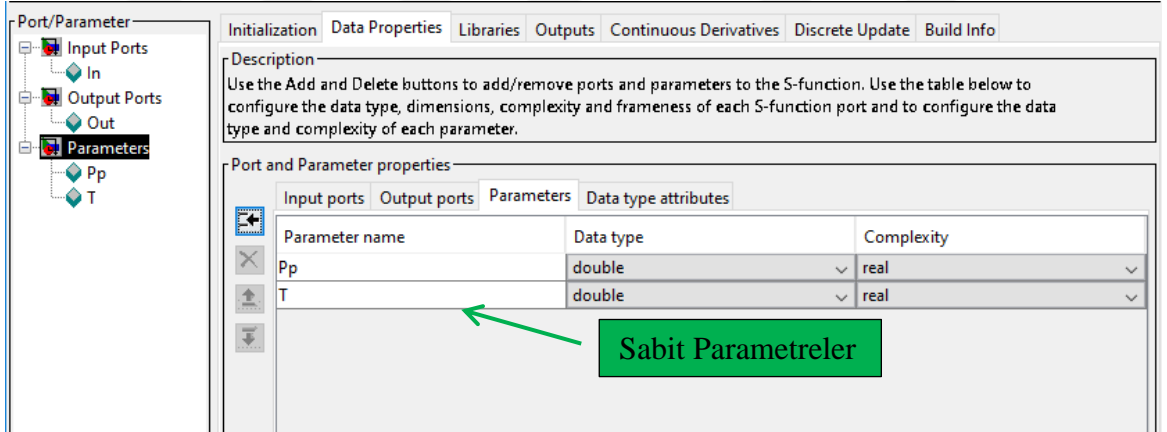 Port/Parameter
Input Ports
In
Output Ports
Out
Parameters
Pp
T
Initialization Data Properties Libraries Outputs Continuous Derivatives Discrete Update Build Info
Description
Use the Add and Delete buttons to add/remove ports and parameters to the S-function. Use the table below to
configure the data type, dimensions, complexity and frameness of each S-function port and to configure the data
type and complexity of each parameter.
Port and Parameter properties
Input ports Output ports Parameters Data type attributes
Parameter name Data type Complexity
Pp double real
T double real
Sabit Parametreler